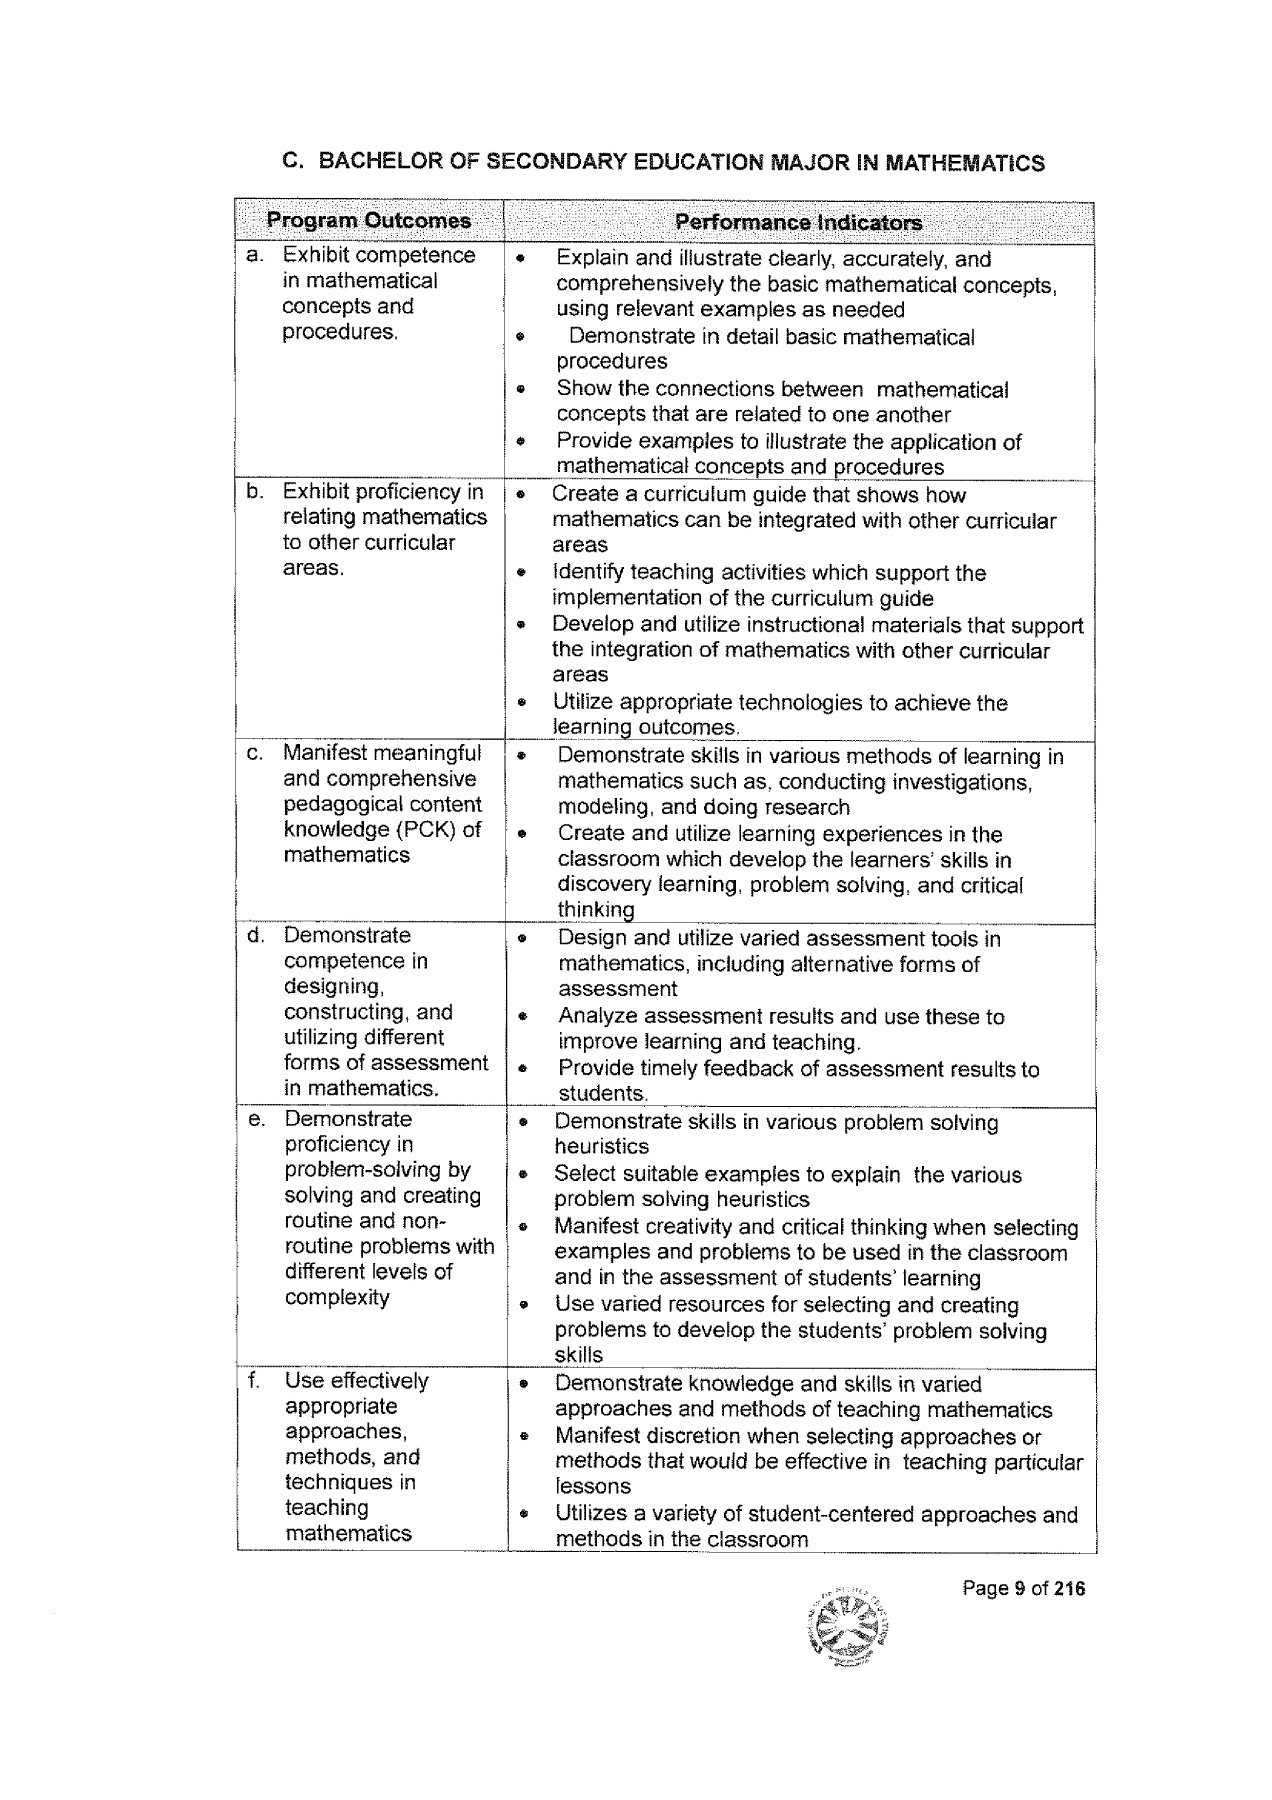 C. BACHELOR OF SECONDARY EDUCATION MAJOR IN MATHEMATICS
Program Outcomes
Performance Indicators
a. Exhibit competence
in mathematical
concepts and
procedures.
• Explain and illustrate clearly, accurately, and
comprehensively the basic mathematical concepts,
using relevant examples as needed
• Demonstrate in detail basic mathematical
procedures
• Show the connections between mathematical
concepts that are related to one another
• Provide examples to illustrate the application of
mathematical concepts and procedures
b. Exhibit proficiency in
relating mathematics
to other curricular
areas.
• Create a curriculum guide that shows how
mathematics can be integrated with other curricular
areas
• Identify teaching activities which support the
implementation of the curriculum guide
• Develop and utilize instructional materials that support
the integration of mathematics with other curricular
areas
• Utilize appropriate technologies to achieve the
learning outcomes.
c. Manifest meaningful
and comprehensive
pedagogical content
knowledge (PCK) of
mathematics
• Demonstrate skills in various methods of learning in
mathematics such as, conducting investigations,
modeling, and doing research
• Create and utilize learning experiences in the
classroom which develop the learners' skills in
discovery learning, problem solving, and critical
thinking
d. Demonstrate
competence in
designing,
constructing, and
utilizing different
forms of assessment
in mathematics.
• Design and utilize varied assessment tools in
mathematics, including alternative forms of
assessment
• Analyze assessment results and use these to
improve learning and teaching.
• Provide timely feedback of assessment results to
students.
e. Demonstrate
proficiency in
problem-solving by
solving and creating
routine and non-
routine problems with
different levels of
complexity
• Demonstrate skills in various problem solving
heuristics
• Select suitable examples to explain the various
problem solving heuristics
• Manifest creativity and critical thinking when selecting
examples and problems to be used in the classroom
and in the assessment of students' learning
• Use varied resources for selecting and creating
problems to develop the students' problem solving
skills
f. Use effectively
appropriate
approaches,
methods, and
techniques in
teaching
mathematics
• Demonstrate knowledge and skills in varied
approaches and methods of teaching mathematics
• Manifest discretion when selecting approaches or
methods that would be effective in teaching particular
lessons
• Utilizes a variety of student-centered approaches and
methods in the classroom
Page 9 of 216